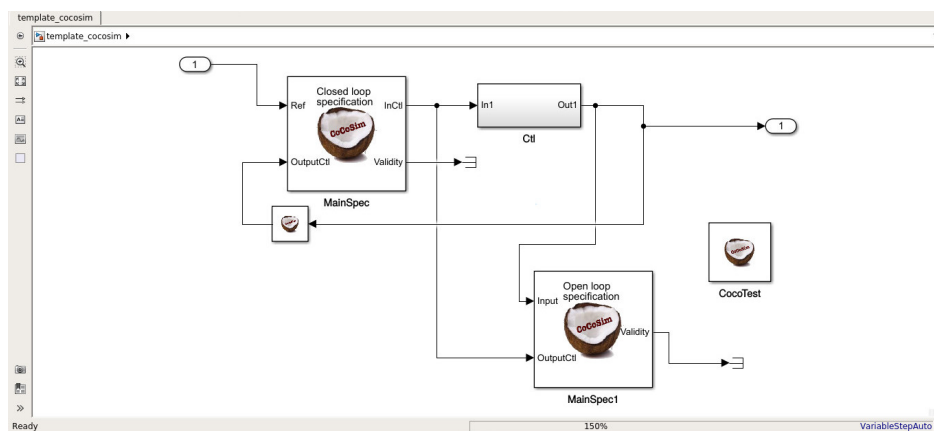 template_cocosim
template_cocosim
1
Closed loop
specification
Ref
InCtl
CoCoSim
OutputCtl
Validity
MainSpec
In1
Out1
Ctl
1
CoCoSim
CocoTest
Open loop
specification
Input
CoCoSim
Validity
OutputCtl
MainSpec1
Ready
150%
VariableStepAuto